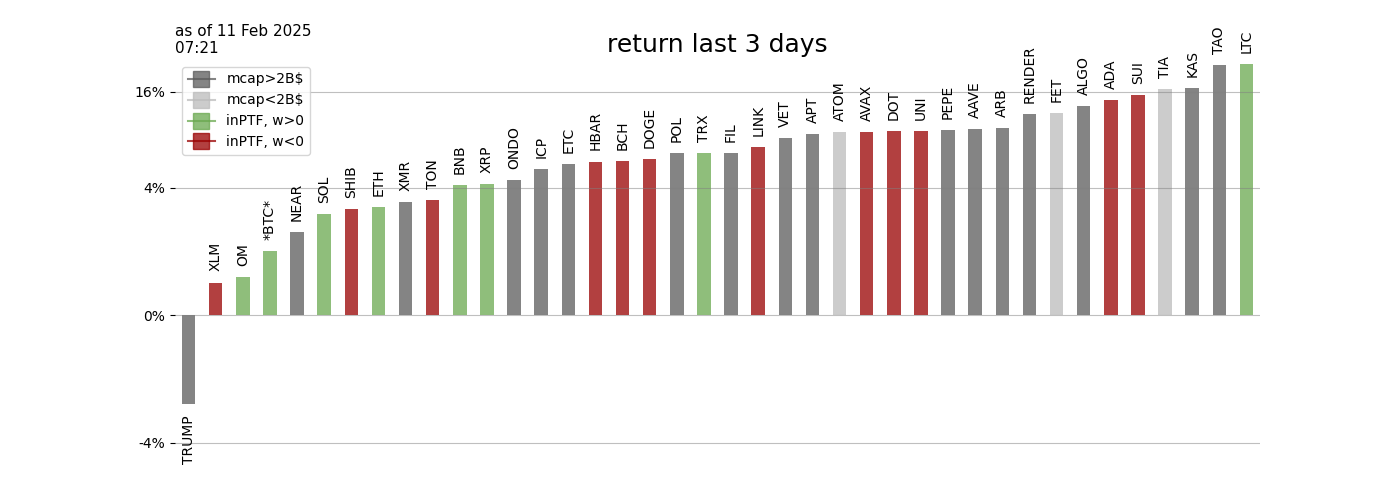 as of 11 Feb 2025
07:21
return last 3 days
mcap>2B$
mcap<2B$
inPTF, w>0
inPTF, w<0
16%
4%
0%
-4%
TRUMP
XLM
OM
*BTC*
NEAR
SOL
SHIB
ETH
XMR
TON
BNB
XRP
ONDO
ICP
ETC
HBAR
BCH
DOGE
POL
TRX
FIL
LINK
VET
APT
ATOM
AVAX
DOT
UNI
PEPE
AAVE
ARB
RENDER
FET
ALGO
ADA
SUI
TIA
KAS
TAO
LTC